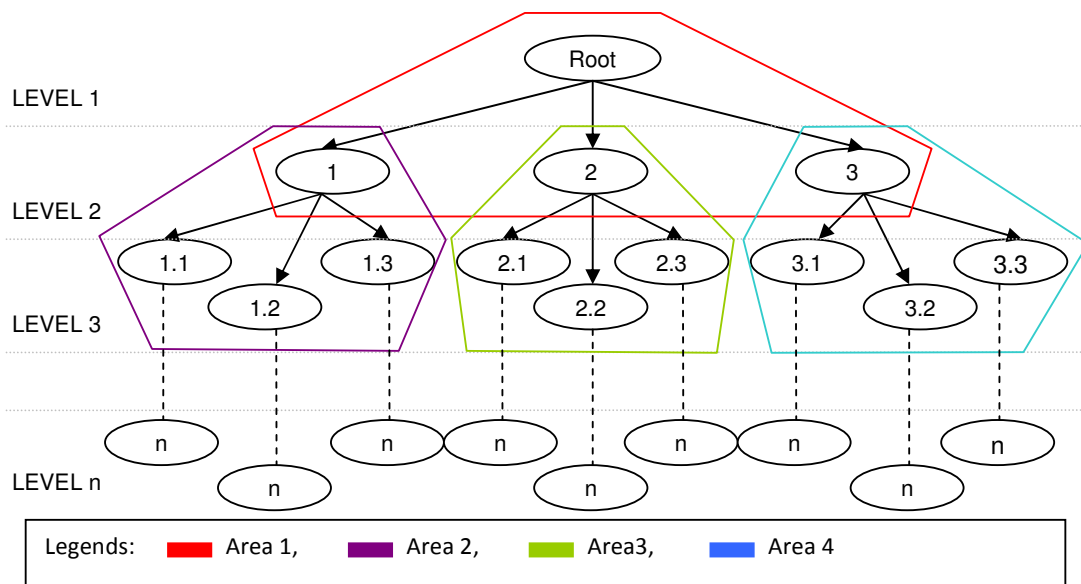 Root
LEVEL 1
1 2 3
LEVEL 2
1.1 1.3 2.1 2.3 3.1 3.3
1.2 2.2 3.2
LEVEL 3
n n n n n n
n n n
LEVEL n
Legends: Area 1, Area 2, Area3, Area 4